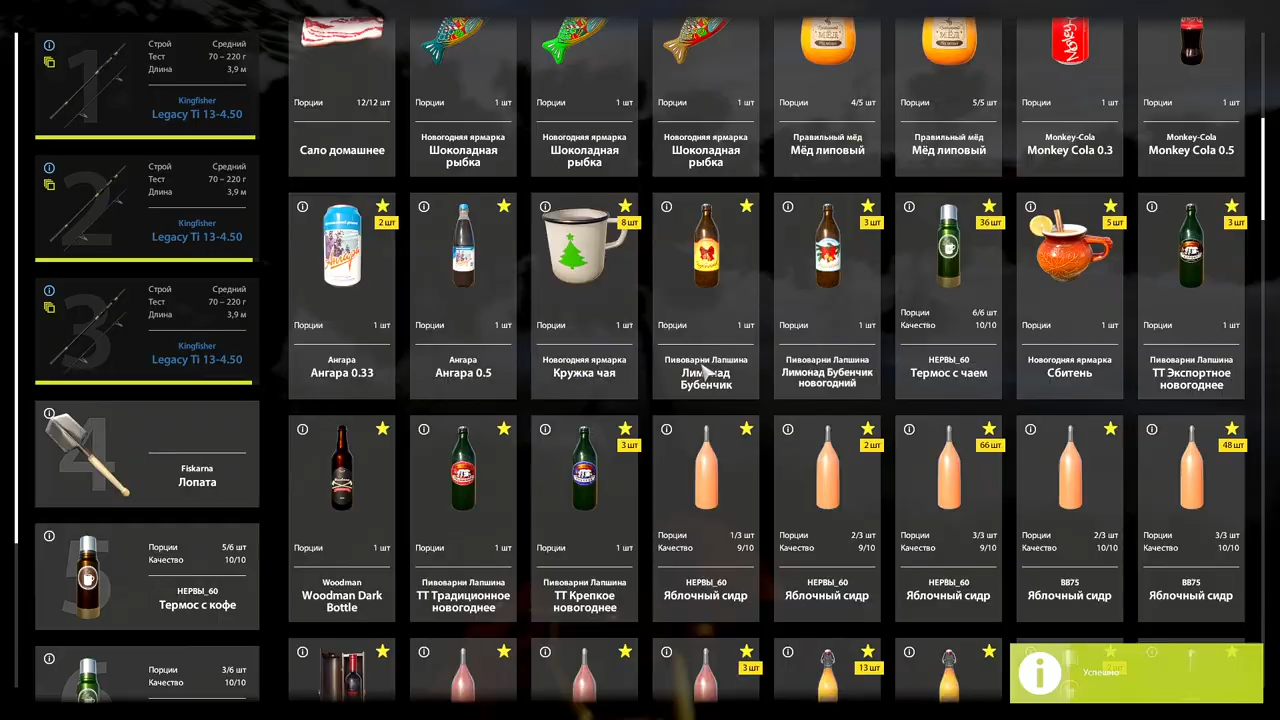 1
Строй Средний
Тест 70 – 220 г
Длина 3,9 м
Kingfisher
Legacy Ti 13-4.50
2
Строй Средний
Тест 70 – 220 г
Длина 3,9 м
Kingfisher
Legacy Ti 13-4.50
3
Строй Средний
Тест 70 – 220 г
Длина 3,9 м
Kingfisher
Legacy Ti 13-4.50
4
Fiskarna
Лопата
5
Порции 5/6 шт
Качество 10/10
НЕРВЫ_60
Термос с кофе
Порции 3/6 шт
Качество 10/10
Порции 12/12 шт
Сало домашнее
Порции 1 шт
Новогодняя ярмарка
Шоколадная
рыбка
Порции 1 шт
Новогодняя ярмарка
Шоколадная
рыбка
Порции 1 шт
Новогодняя ярмарка
Шоколадная
рыбка
МЁД
Порции 4/5 шт
Правильный мёд
Мёд липовый
МЁД
Порции 5/5 шт
Правильный мёд
Мёд липовый
Monkey
Порции 1 шт
Monkey-Cola
Monkey Cola 0.3
Порции 1 шт
Monkey-Cola
Monkey Cola 0.5
2 шт
Ангара
Порции 1 шт
Ангара
Ангара 0.33
Порции 1 шт
Ангара
Ангара 0.5
8 шт
Порции 1 шт
Новогодняя ярмарка
Кружка чая
Порции 1 шт
Пивоварни Лапшина
Лимонад
Бубенчик
3 шт
Порции 1 шт
Пивоварни Лапшина
Лимонад Бубенчик
новогодний
36 шт
Порции 6/6 шт
Качество 10/10
НЕРВЫ_60
Термос с чаем
5 шт
Порции 1 шт
Новогодняя ярмарка
Сбитень
3 шт
Порции 1 шт
Пивоварни Лапшина
ТТ Экспортное
новогоднее
Порции 1 шт
Woodman
Woodman Dark
Bottle
Порции 1 шт
Пивоварни Лапшина
ТТ Традиционное
новогоднее
3 шт
Порции 1 шт
Пивоварни Лапшина
ТТ Крепкое
новогоднее
Порции 1/3 шт
Качество 9/10
НЕРВЫ_60
Яблочный сидр
2 шт
Порции 2/3 шт
Качество 9/10
НЕРВЫ_60
Яблочный сидр
66 шт
Порции 3/3 шт
Качество 9/10
НЕРВЫ_60
Яблочный сидр
Порции 2/3 шт
Качество 10/10
BB75
Яблочный сидр
48 шт
Порции 3/3 шт
Качество 10/10
BB75
Яблочный сидр
3 шт
13 шт
Успешно